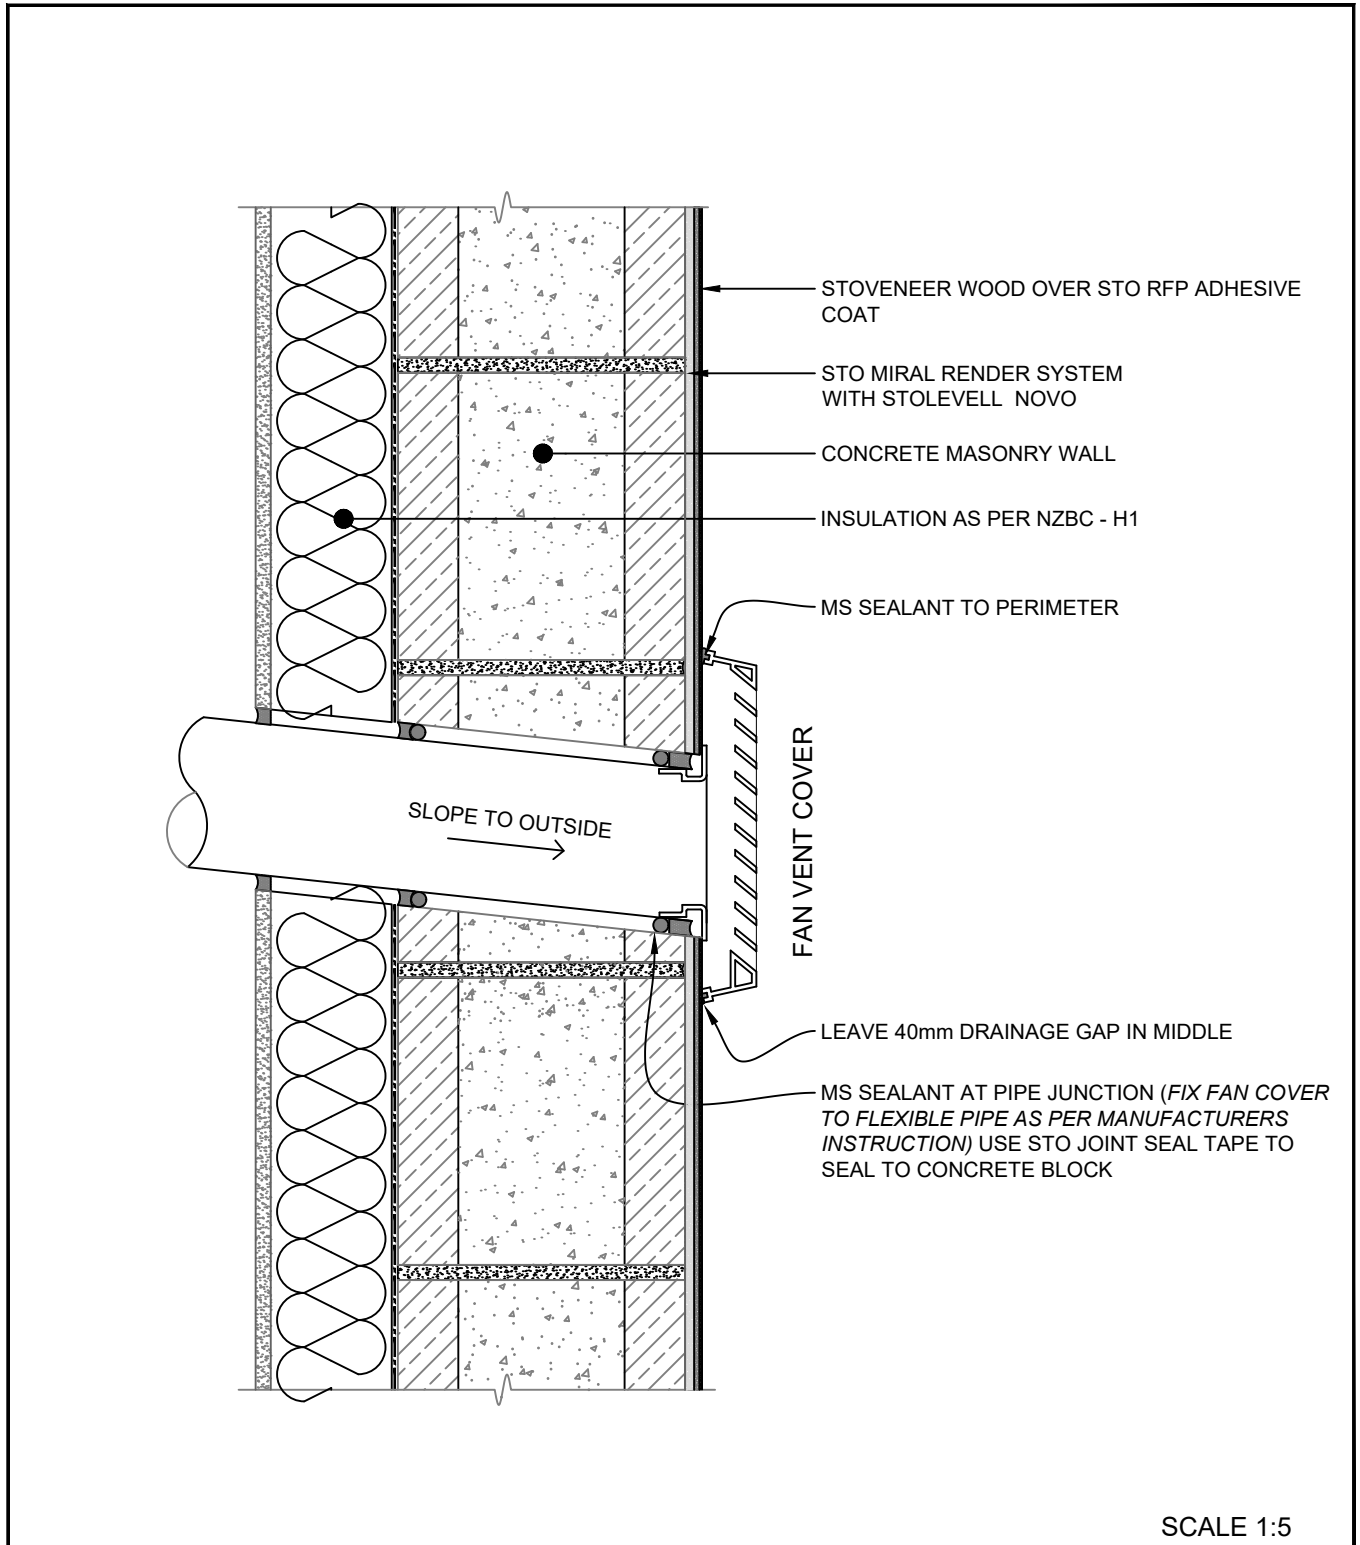 STOVENEER WOOD OVER STO RFP ADHESIVE
COAT
STO MIRAL RENDER SYSTEM
WITH STOLEVELL NOVO
CONCRETE MASONRY WALL
INSULATION AS PER NZBC - H1
MS SEALANT TO PERIMETER
FAN VENT COVER
SLOPE TO OUTSIDE
LEAVE 40mm DRAINAGE GAP IN MIDDLE
MS SEALANT AT PIPE JUNCTION (FIX FAN COVER
TO FLEXIBLE PIPE AS PER MANUFACTURERS
INSTRUCTION) USE STO JOINT SEAL TAPE TO
SEAL TO CONCRETE BLOCK
SCALE 1:5